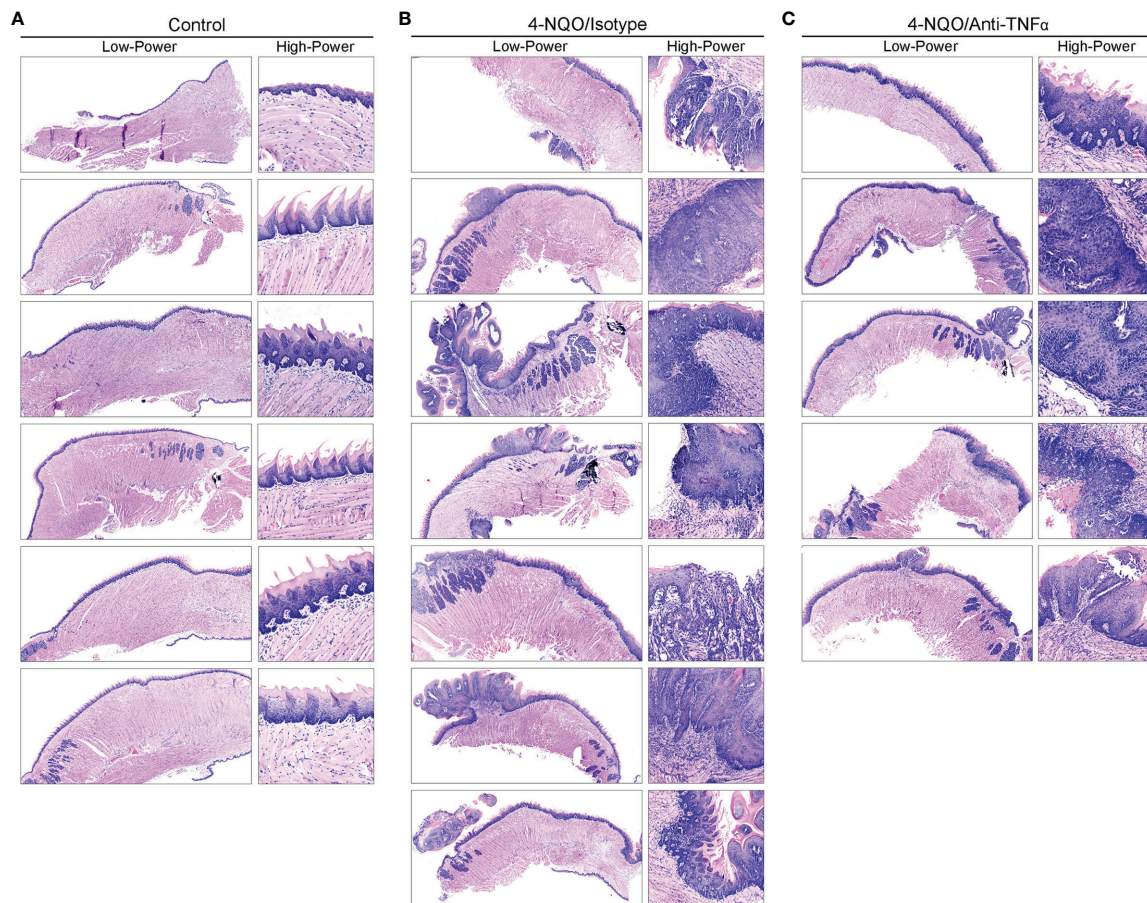 A
Control
Low-Power High-Power
B
4-NQO/Isotype
Low-Power High-Power
C
4-NQO/Anti-TNFα
Low-Power High-Power